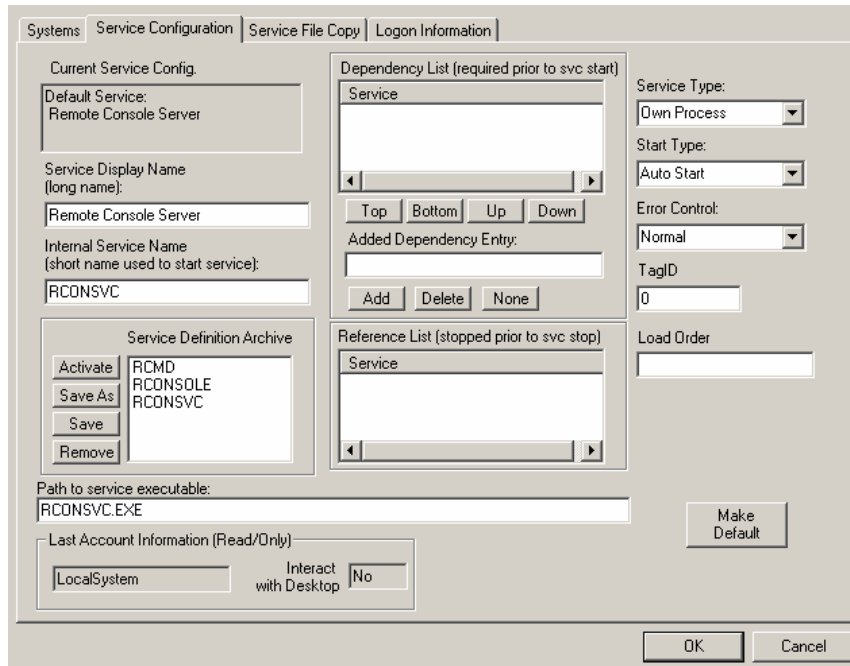 Systems
Service Configuration
Service File Copy
Logon Information
Current Service Config.
Default Service:
Remote Console Server
Service Display Name
(long name):
Remote Console Server
Internal Service Name
(short name used to start service):
RCONSVC
Service Definition Archive
Activate
Save As
Save
Remove
RCMD
RCONSOLE
RCONSVC
Dependency List (required prior to svc start)
Service
Top
Bottom
Up
Down
Added Dependency Entry:
Add
Delete
None
Reference List (stopped prior to svc stop)
Service
Service Type:
Own Process
Start Type:
Auto Start
Error Control:
Normal
TagID
0
Load Order
Path to service executable:
RCONSVC.EXE
Make
Default
Last Account Information (Read/Only)
LocalSystem
Interact
with Desktop
No
OK
Cancel